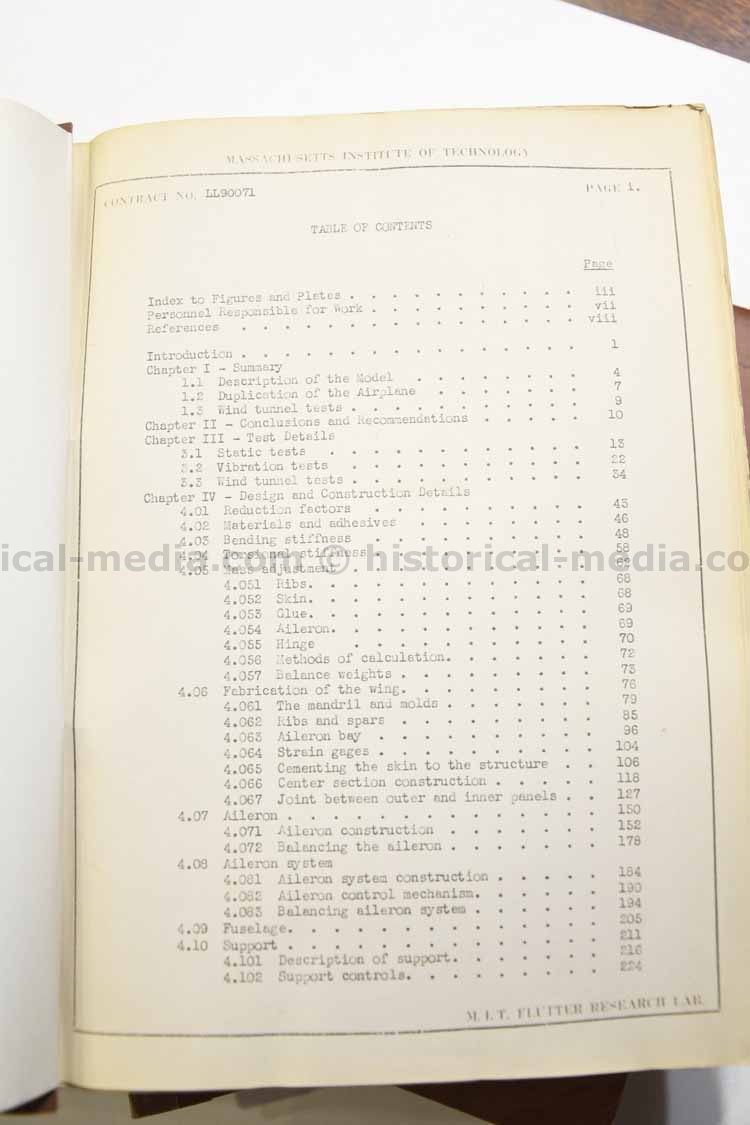 MASSACHUSETTS INSTITUTE OF TECHNOLOGY
CONTRACT NO. LL90071 PAGE i.
TABLE OF CONTENTS
Page
Index to Figures and Plates . . . . . . . . . . iii
Personnel Responsible for Work . . . . . . . . . vii
References . . . . . . . . . . . . . . viii
Introduction . . . . . . . . . . . . . . 1
Chapter I - Summary
1.1 Description of the Model . . . . . . . 4
1.2 Duplication of the Airplane . . . . . . 7
1.3 Wind tunnel tests . . . . . . . . . 9
Chapter II - Conclusions and Recommendations . . . . . 10
Chapter III - Test Details
3.1 Static tests . . . . . . . . . . . 13
3.2 Vibration tests . . . . . . . . . . 22
3.3 Wind tunnel tests . . . . . . . . . 34
Chapter IV - Design and Construction Details
4.01 Reduction factors . . . . . . . . . 43
4.02 Materials and adhesives . . . . . . . 46
4.03 Bending stiffness . . . . . . . . . 48
4.04 Torsional stiffness . . . . . . . . . 58
4.05 Mass adjustment . . . . . . . . . .
4.051 Ribs. . . . . . . . . . . . 68
4.052 Skin. . . . . . . . . . . . 68
4.053 Glue. . . . . . . . . . . . 69
4.054 Aileron. . . . . . . . . . . 69
4.055 Hinge . . . . . . . . . . 70
4.056 Methods of calculation. . . . . . 72
4.057 Balance weights . . . . . . . . 73
4.06 Fabrication of the wing. . . . . . . . 76
4.061 The mandril and molds . . . . . . 79
4.062 Ribs and spars . . . . . . . . 85
4.063 Aileron bay . . . . . . . . . 96
4.064 Strain gages . . . . . . . . . 104
4.065 Cementing the skin to the structure . . 106
4.066 Center section construction . . . . . 118
4.067 Joint between outer and inner panels . . 127
4.07 Aileron . . . . . . . . . . . . . 150
4.071 Aileron construction . . . . . . . 152
4.072 Balancing the aileron . . . . . . . 178
4.08 Aileron system
4.081 Aileron system construction . . . . . 184
4.082 Aileron control mechanism. . . . . . 190
4.083 Balancing aileron system . . . . . . 194
4.09 Fuselage. . . . . . . . . . . . . 205
4.10 Support . . . . . . . . . . . . . 211
4.101 Description of support. . . . . . . 216
4.102 Support controls. . . . . . . . . 224
M. I. T. FLUTTER RESEARCH LAB.
ical-media.com © historical-media.co